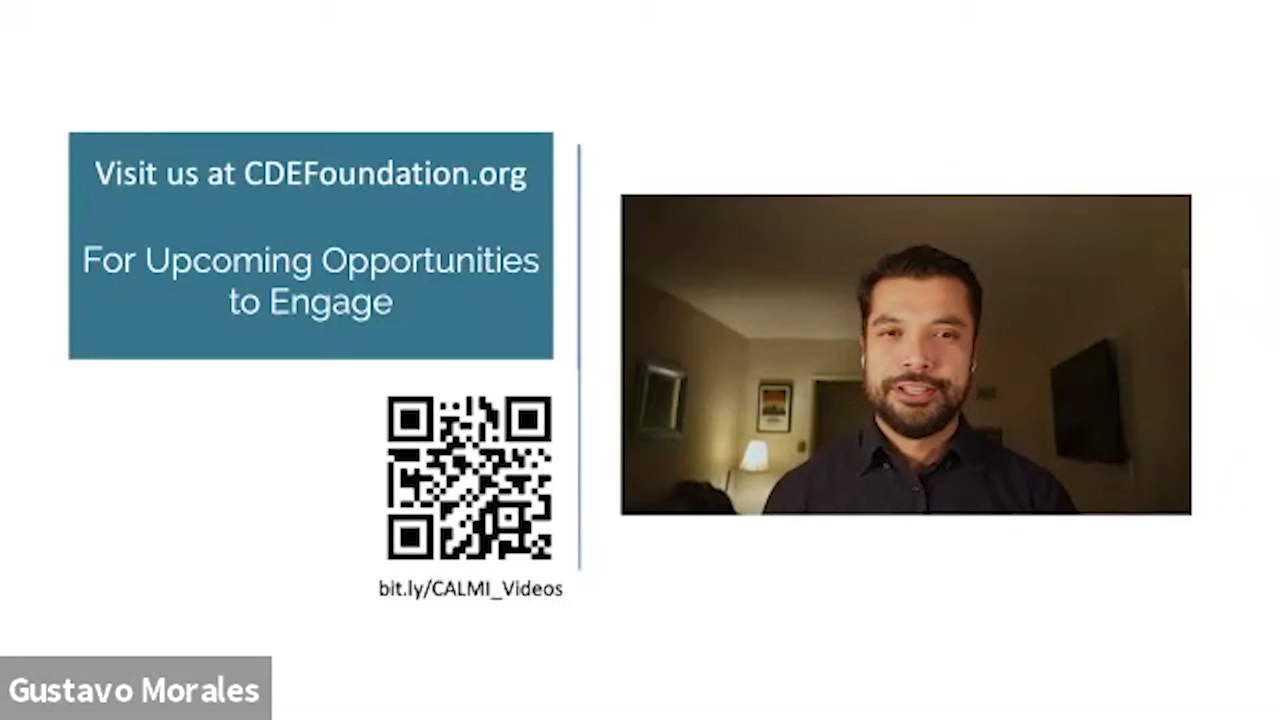 Visit us at CDEFoundation.org
For Upcoming Opportunities
to Engage
bit.ly/CALMI_Videos
Gustavo Morales